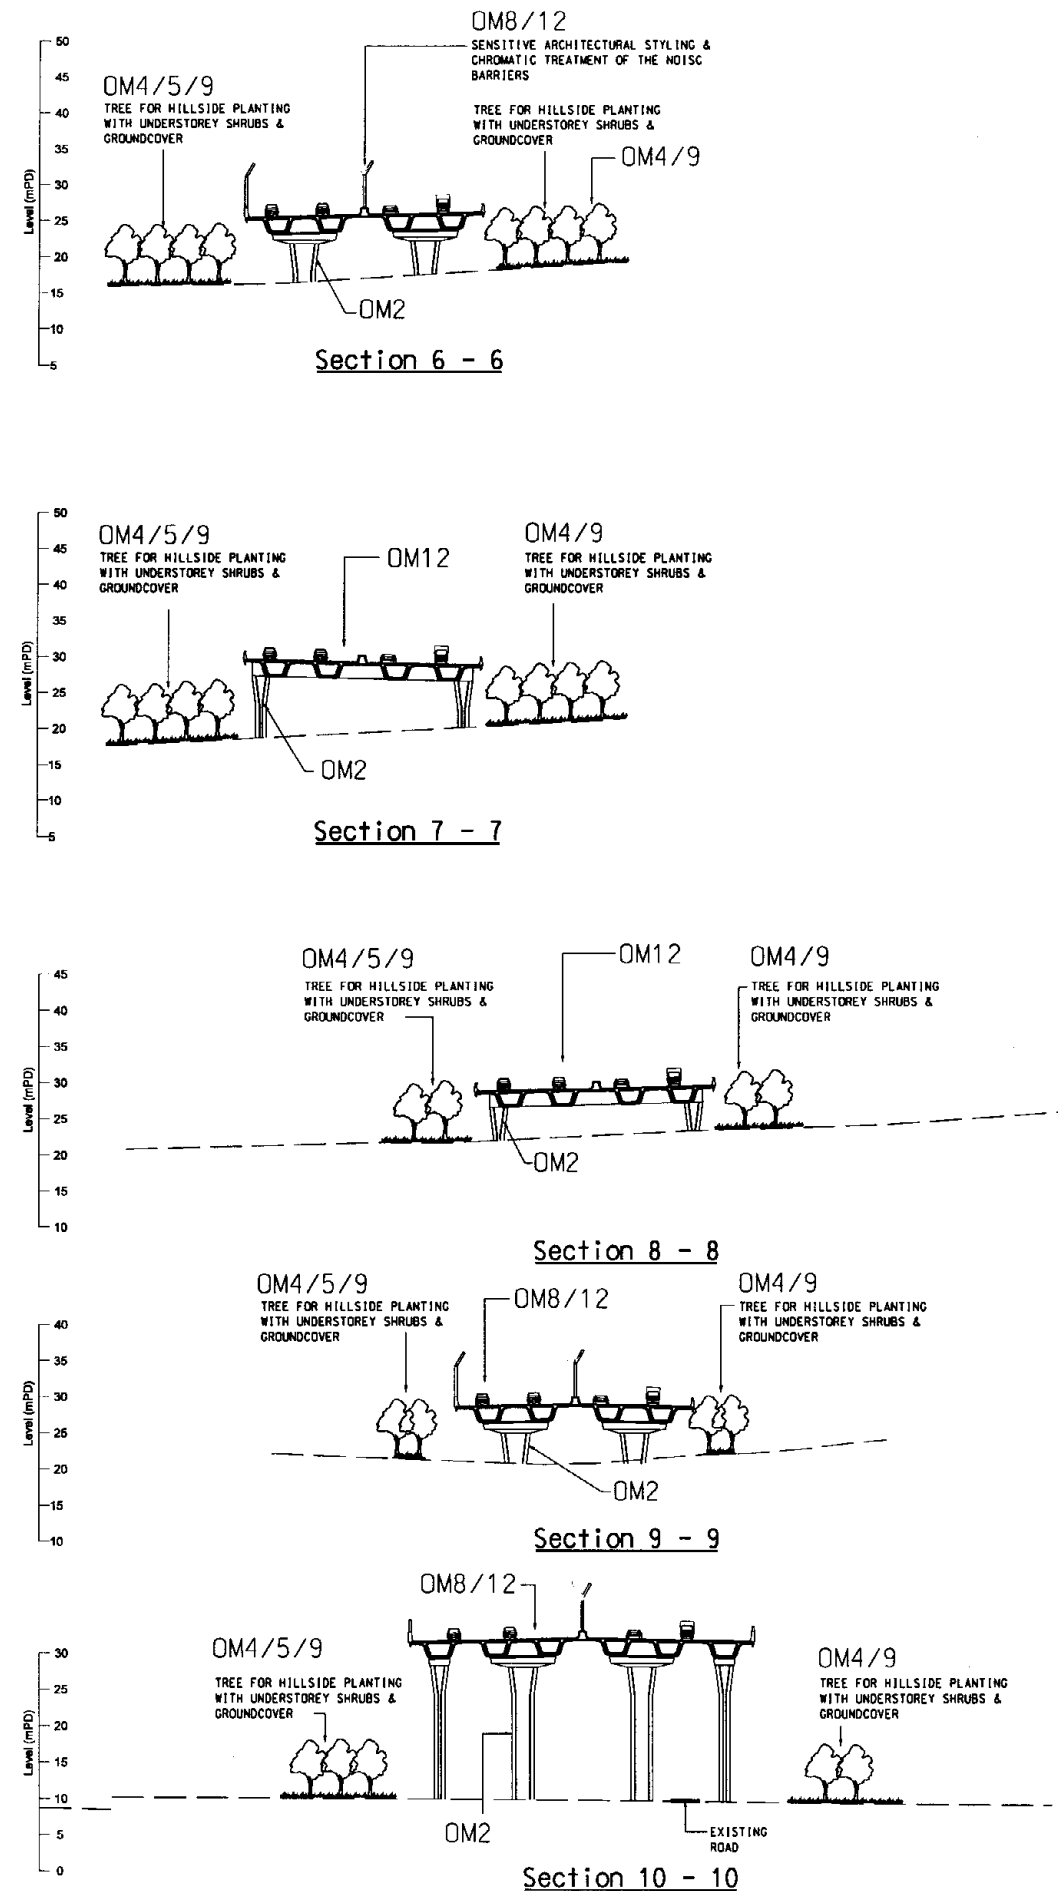 OM8/12
SENSITIVE ARCHITECTURAL STYLING &
CHROMATIC TREATMENT OF THE NOISC
BARRIERS
OM4/5/9
TREE FOR HILLSIDE PLANTING
WITH UNDERSTOREY SHRUBS &
GROUNDCOVER
TREE FOR HILLSIDE PLANTING
WITH UNDERSTOREY SHRUBS &
GROUNDCOVER
OM4/9
50
45
40
35
30
25
20
15
10
5
Level (mPD)
OM2
Section 6 - 6
50
45
40
35
30
25
20
15
10
5
Level (mPD)
OM4/5/9
TREE FOR HILLSIDE PLANTING
WITH UNDERSTOREY SHRUBS &
GROUNDCOVER
OM12
OM4/9
TREE FOR HILLSIDE PLANTING
WITH UNDERSTOREY SHRUBS &
GROUNDCOVER
OM2
Section 7 - 7
45
40
35
30
25
20
15
10
Level (mPD)
OM4/5/9
TREE FOR HILLSIDE PLANTING
WITH UNDERSTOREY SHRUBS &
GROUNDCOVER
OM12
OM4/9
TREE FOR HILLSIDE PLANTING
WITH UNDERSTOREY SHRUBS &
GROUNDCOVER
OM2
Section 8 - 8
40
35
30
25
20
15
10
Level (mPD)
OM4/5/9
TREE FOR HILLSIDE PLANTING
WITH UNDERSTOREY SHRUBS &
GROUNDCOVER
OM8/12
OM4/9
TREE FOR HILLSIDE PLANTING
WITH UNDERSTOREY SHRUBS &
GROUNDCOVER
OM2
Section 9 - 9
30
25
20
15
10
5
0
Level (mPD)
OM8/12
OM4/5/9
TREE FOR HILLSIDE PLANTING
WITH UNDERSTOREY SHRUBS &
GROUNDCOVER
OM4/9
TREE FOR HILLSIDE PLANTING
WITH UNDERSTOREY SHRUBS &
GROUNDCOVER
OM2
EXISTING
ROAD
Section 10 - 10